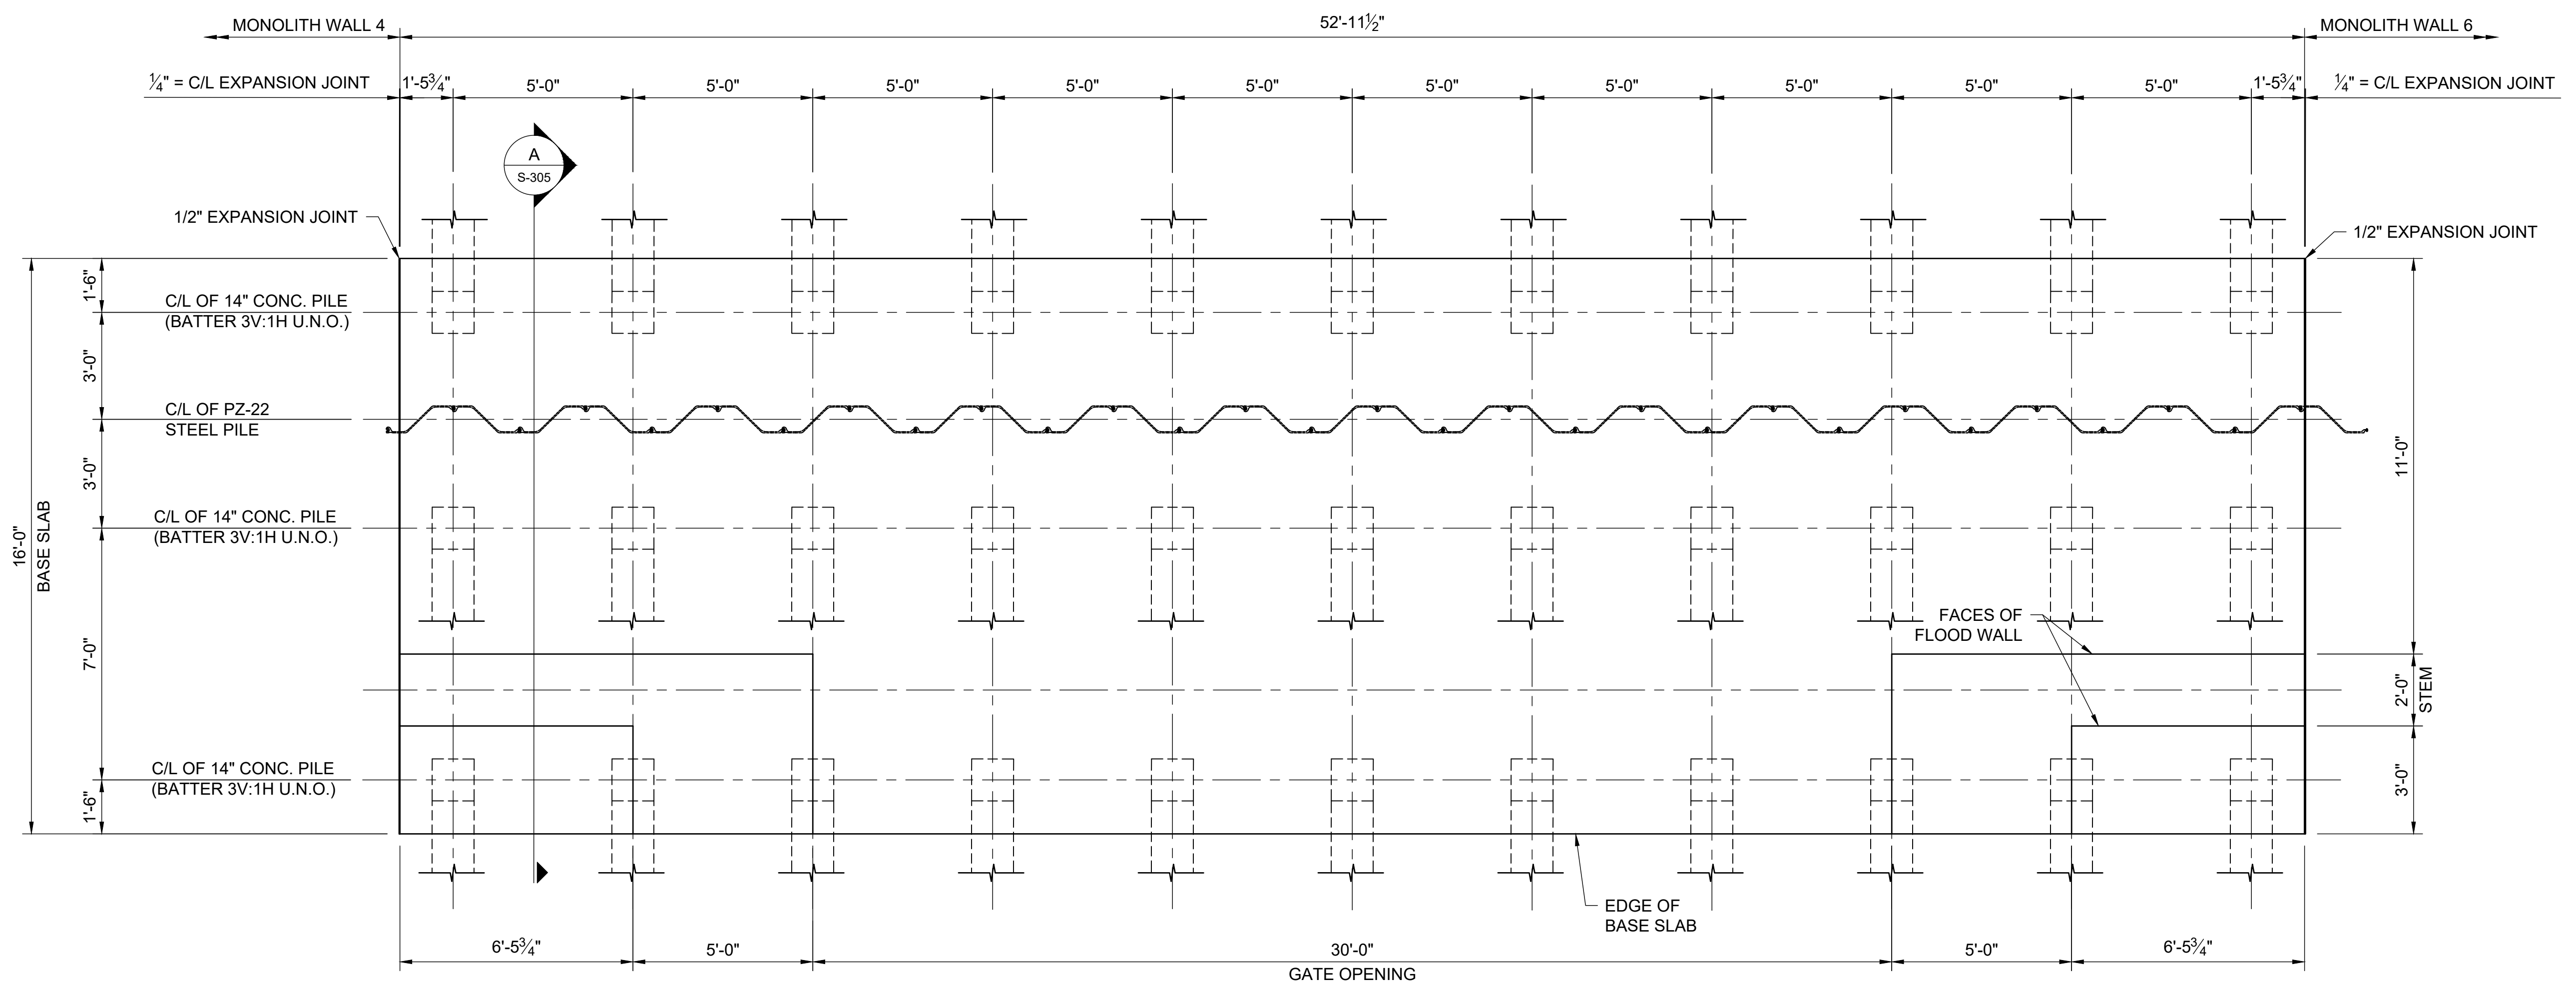 MONOLITH WALL 4
52'-11½"
MONOLITH WALL 6
¼" = C/L EXPANSION JOINT
1'-5¾"
5'-0"
5'-0"
5'-0"
5'-0"
5'-0"
5'-0"
5'-0"
5'-0"
5'-0"
5'-0"
1'-5¾"
¼" = C/L EXPANSION JOINT
A
S-305
1/2" EXPANSION JOINT
1/2" EXPANSION JOINT
1'-6"
C/L OF 14" CONC. PILE
(BATTER 3V:1H U.N.O.)
3'-0"
C/L OF PZ-22
STEEL PILE
3'-0"
11'-0"
C/L OF 14" CONC. PILE
(BATTER 3V:1H U.N.O.)
16'-0"
BASE SLAB
7'-0"
FACES OF
FLOOD WALL
2'-0"
STEM
C/L OF 14" CONC. PILE
(BATTER 3V:1H U.N.O.)
1'-6"
3'-0"
EDGE OF
BASE SLAB
6'-5¾"
5'-0"
30'-0"
GATE OPENING
5'-0"
6'-5¾"